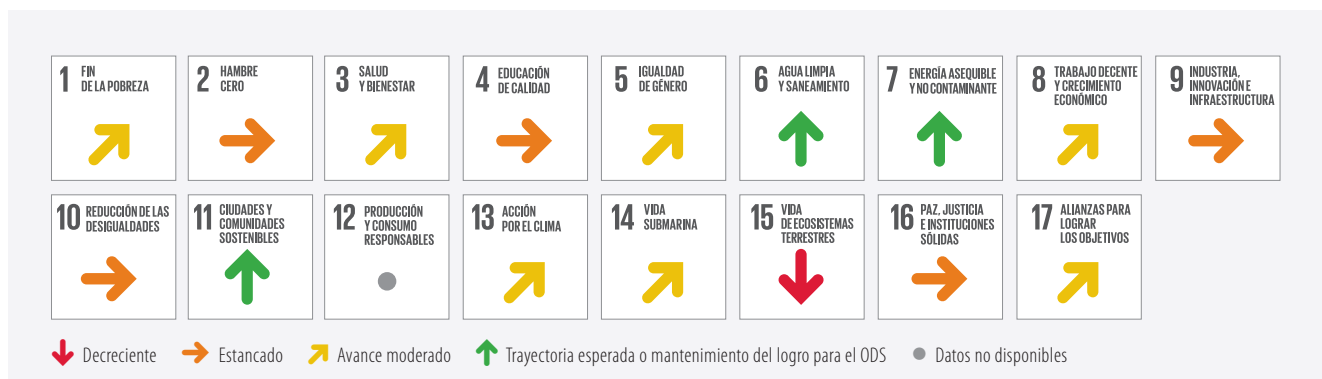 1 FIN
DE LA POBREZA
2 HAMBRE
CERO
3 SALUD
Y BIENESTAR
4 EDUCACIÓN
DE CALIDAD
5 IGUALDAD
DE GÉNERO
6 AGUA LIMPIA
Y SANEAMIENTO
7 ENERGÍA ASEQUIBLE
Y NO CONTAMINANTE
8 TRABAJO DECENTE
Y CRECIMIENTO
ECONÓMICO
9 INDUSTRIA,
INNOVACIÓN E
INFRAESTRUCTURA
10 REDUCCIÓN DE LAS
DESIGUALDADES
11 CIUDADES Y
COMUNIDADES
SOSTENIBLES
12 PRODUCCIÓN
Y CONSUMO
RESPONSABLES
13 ACCIÓN
POR EL CLIMA
14 VIDA
SUBMARINA
15 VIDA
DE ECOSISTEMAS
TERRESTRES
16 PAZ, JUSTICIA
E INSTITUCIONES
SÓLIDAS
17 ALIANZAS PARA
LOGRAR
LOS OBJETIVOS
Decreciente
Estancado
Avance moderado
Trayectoria esperada o mantenimiento del logro para el ODS
Datos no disponibles